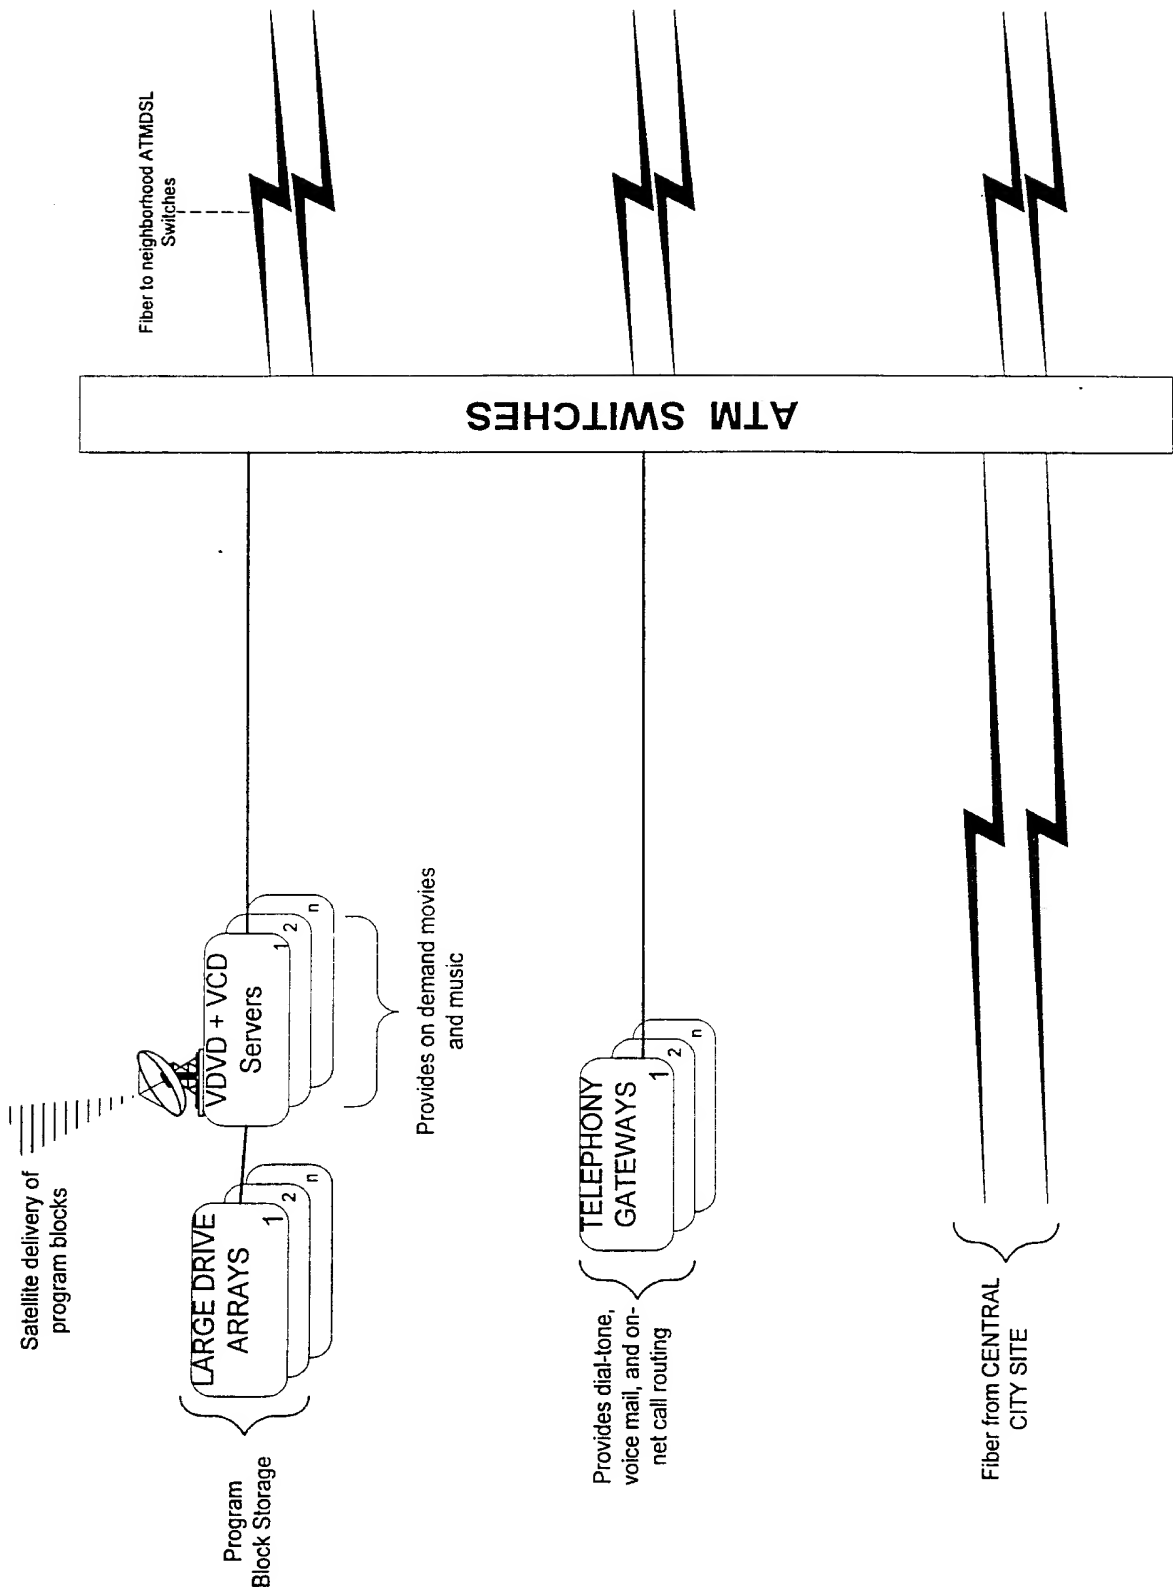 Satellite delivery of
program blocks
Fiber to neighborhood ATMDSL
Switches
Program
Block Storage
LARGE DRIVE
ARRAYS
1
2
n
VDVD + VCD
Servers
1
2
n
Provides on demand movies
and music
ATM SWITCHES
Provides dial-tone,
voice mail, and on-
net call routing
TELEPHONY
GATEWAYS
1
2
n
Fiber from CENTRAL
CITY SITE